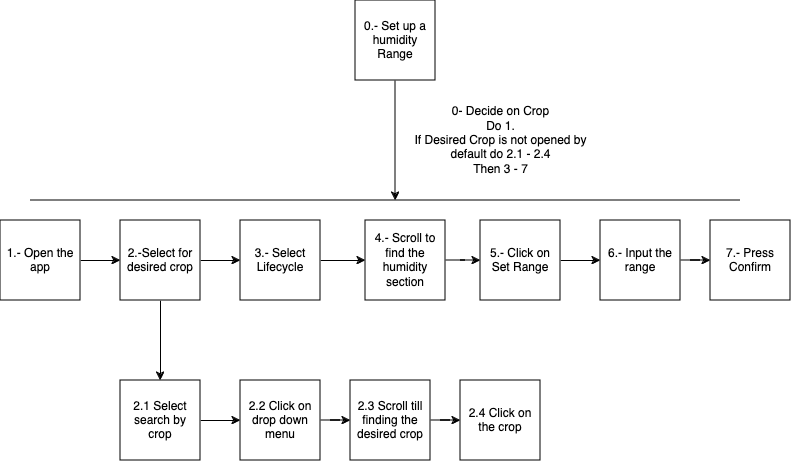 0.- Set up a
humidity
Range
0- Decide on Crop
Do 1.
If Desired Crop is not opened by
default do 2.1 - 2.4
Then 3 - 7
1.- Open the
app
2.-Select for
desired crop
3.- Select
Lifecycle
4.- Scroll to
find the
humidity
section
5.- Click on
Set Range
6.- Input the
range
7.- Press
Confirm
2.1 Select
search by
crop
2.2 Click on
drop down
menu
2.3 Scroll till
finding the
desired crop
2.4 Click on
the crop